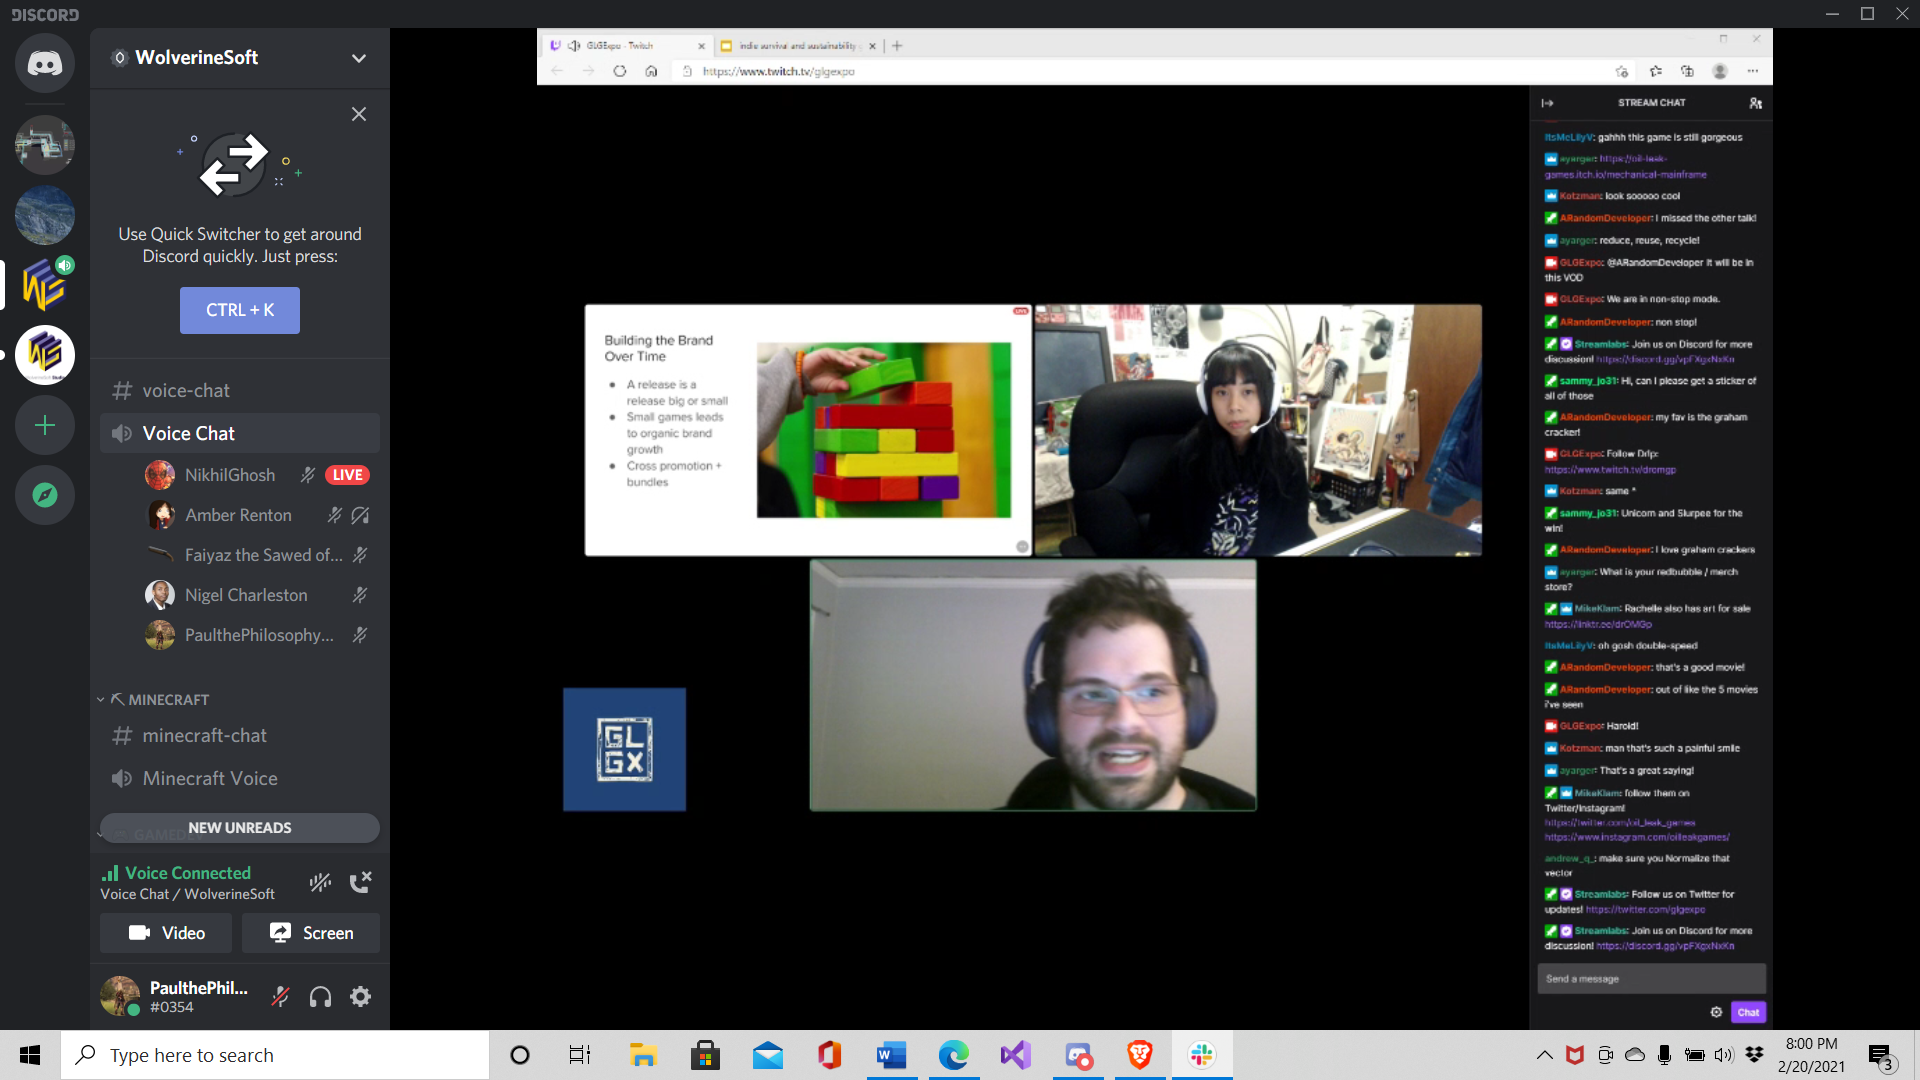 DISCORD
WolverineSoft
Use Quick Switcher to get around
Discord quickly. Just press:
CTRL + K
voice-chat
Voice Chat
NikhilGhosh
LIVE
Amber Renton
Faiyaz the Sawed of...
Nigel Charleston
PaulthePhilosophy...
MINECRAFT
minecraft-chat
Minecraft Voice
NEW UNREADS
Voice Connected
Voice Chat / WolverineSoft
Video
Screen
PaulthePhil...
#0354
GLGExpo - Twitch
indie survival and sustainability
https://www.twitch.tv/glgexpo
LIVE
Building the Brand
Over Time
A release is a
release big or small
Small games leads
to organic brand
growth
Cross promotion +
bundles
GL
GX
STREAM CHAT
ItsMeLilyV: gahhh this game is still gorgeous
ayarger: https://oil-leak-
games.itch.io/mechanical-mainframe
Kotzman: look sooooo cool
ARandomDeveloper: I missed the other talk!
ayarger: reduce, reuse, recycle!
GLGExpo: @ARandomDeveloper It will be in
this VOD
GLGExpo: We are in non-stop mode.
ARandomDeveloper: non stop!
Streamlabs: Join us on Discord for more
discussion! https://discord.gg/vpFXgxNxKn
sammy_jo31: Hi, can I please get a sticker of
all of those
ARandomDeveloper: my fav is the graham
cracker!
GLGExpo: Follow Drip:
https://www.twitch.tv/dromgp
Kotzman: same *
sammy_jo31: Unicorn and Slurpee for the
win!
ARandomDeveloper: I love graham crackers
ayarger: What is your redbubble / merch
store?
MikeKlam: Rachelle also has art for sale
https://linktr.ee/drOMGp
ItsMeLilyV: oh gosh double-speed
ARandomDeveloper: that's a good movie!
ARandomDeveloper: out of like the 5 movies
i've seen
GLGExpo: Harold!
Kotzman: man that's such a painful smile
ayarger: That's a great saying!
MikeKlam: follow them on
Twitter/Instagram!
https://twitter.com/oil_leak_games
https://www.instagram.com/oilleakgames/
andrew_q_: make sure you Normalize that
vector
Streamlabs: Follow us on Twitter for
updates! https://twitter.com/glgexpo
Streamlabs: Join us on Discord for more
discussion! https://discord.gg/vpFXgxNxKn
Send a message
Chat
Type here to search
8:00 PM
2/20/2021
3